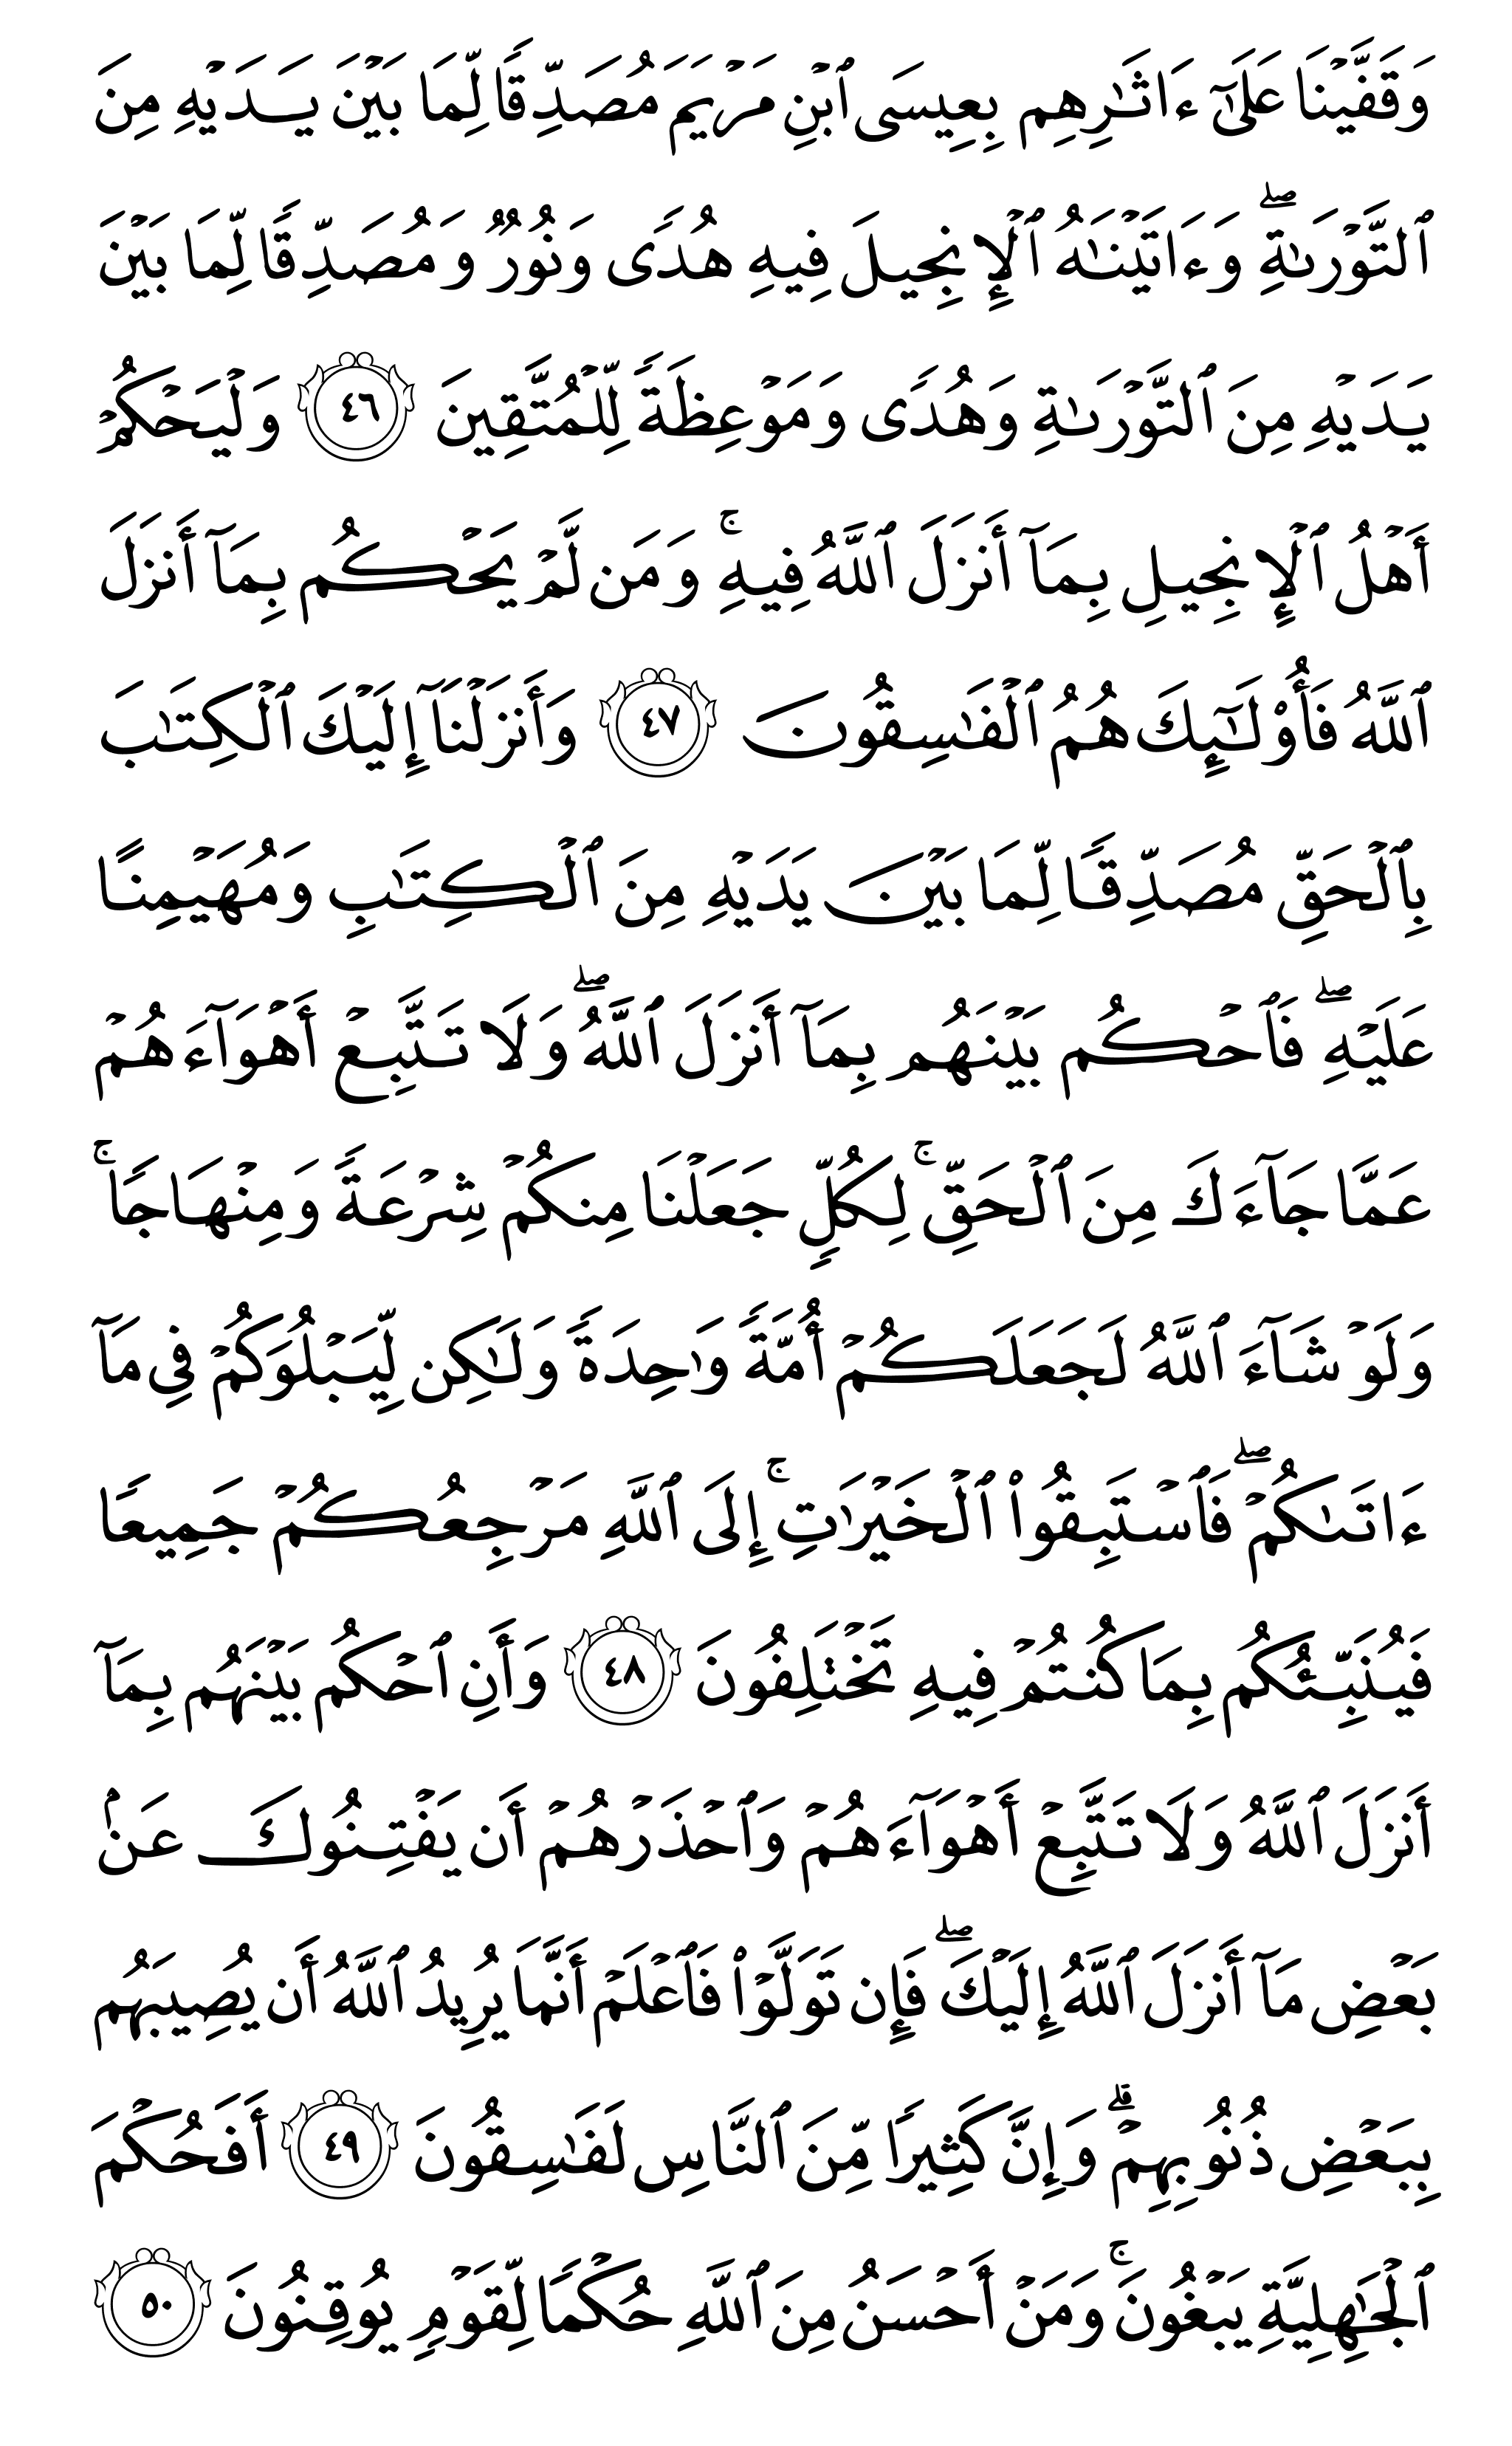 وَقَفَّيۡنَا عَلَىٰٓ ءَاثَٰرِهِم بِعِيسَى ٱبۡنِ مَرۡيَمَ مُصَدِّقٗا لِّمَا بَيۡنَ يَدَيۡهِ مِنَ
ٱلتَّوۡرَىٰةِۖ وَءَاتَيۡنَٰهُ ٱلۡإِنجِيلَ فِيهِ هُدٗى وَنُورٞ وَمُصَدِّقٗا لِّمَا بَيۡنَ
يَدَيۡهِ مِنَ ٱلتَّوۡرَىٰةِ وَهُدٗى وَمَوۡعِظَةٗ لِّلۡمُتَّقِينَ ٤٦ وَلۡيَحۡكُمۡ
أَهۡلُ ٱلۡإِنجِيلِ بِمَآ أَنزَلَ ٱللَّهُ فِيهِۚ وَمَن لَّمۡ يَحۡكُم بِمَآ أَنزَلَ
ٱللَّهُ فَأُوْلَٰٓئِكَ هُمُ ٱلۡفَٰسِقُونَ ٤٧ وَأَنزَلۡنَآ إِلَيۡكَ ٱلۡكِتَٰبَ
بِٱلۡحَقِّ مُصَدِّقٗا لِّمَا بَيۡنَ يَدَيۡهِ مِنَ ٱلۡكِتَٰبِ وَمُهَيۡمِنًا
عَلَيۡهِۖ فَٱحۡكُم بَيۡنَهُم بِمَآ أَنزَلَ ٱللَّهُۖ وَلَا تَتَّبِعۡ أَهۡوَآءَهُمۡ
عَمَّا جَآءَكَ مِنَ ٱلۡحَقِّۚ لِكُلّٖ جَعَلۡنَا مِنكُمۡ شِرۡعَةٗ وَمِنۡهَاجٗاۚ
وَلَوۡ شَآءَ ٱللَّهُ لَجَعَلَكُمۡ أُمَّةٗ وَٰحِدَةٗ وَلَٰكِن لِّيَبۡلُوَكُمۡ فِي مَآ
ءَاتَىٰكُمۡۖ فَٱسۡتَبِقُواْ ٱلۡخَيۡرَٰتِۚ إِلَى ٱللَّهِ مَرۡجِعُكُمۡ جَمِيعٗا
فَيُنَبِّئُكُم بِمَا كُنتُمۡ فِيهِ تَخۡتَلِفُونَ ٤٨ وَأَنِ ٱحۡكُم بَيۡنَهُم بِمَآ
أَنزَلَ ٱللَّهُ وَلَا تَتَّبِعۡ أَهۡوَآءَهُمۡ وَٱحۡذَرۡهُمۡ أَن يَفۡتِنُوكَ عَنۢ
بَعۡضِ مَآ أَنزَلَ ٱللَّهُ إِلَيۡكَۖ فَإِن تَوَلَّوۡاْ فَٱعۡلَمۡ أَنَّمَا يُرِيدُ ٱللَّهُ أَن يُصِيبَهُم
بِبَعۡضِ ذُنُوبِهِمۡۗ وَإِنَّ كَثِيرٗا مِّنَ ٱلنَّاسِ لَفَٰسِقُونَ ٤٩ أَفَحُكۡمَ
ٱلۡجَٰهِلِيَّةِ يَبۡغُونَۚ وَمَنۡ أَحۡسَنُ مِنَ ٱللَّهِ حُكۡمٗا لِّقَوۡمٖ يُوقِنُونَ ٥٠